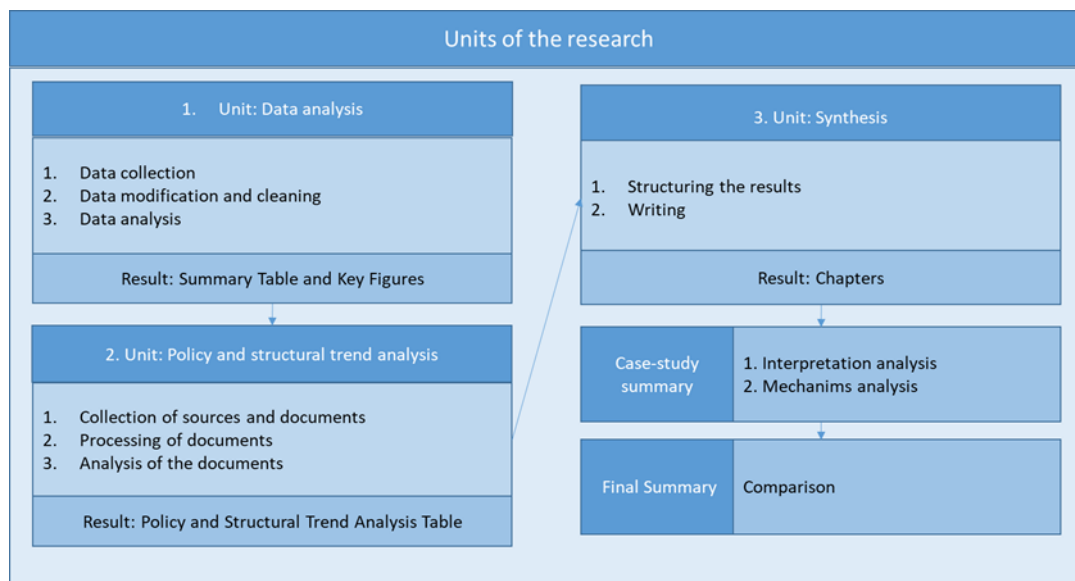 Units of the research
1. Unit: Data analysis
1. Data collection
2. Data modification and cleaning
3. Data analysis
Result: Summary Table and Key Figures
2. Unit: Policy and structural trend analysis
1. Collection of sources and documents
2. Processing of documents
3. Analysis of the documents
Result: Policy and Structural Trend Analysis Table
3. Unit: Synthesis
1. Structuring the results
2. Writing
Result: Chapters
Case-study
summary
1. Interpretation analysis
2. Mechanims analysis
Final Summary
Comparison